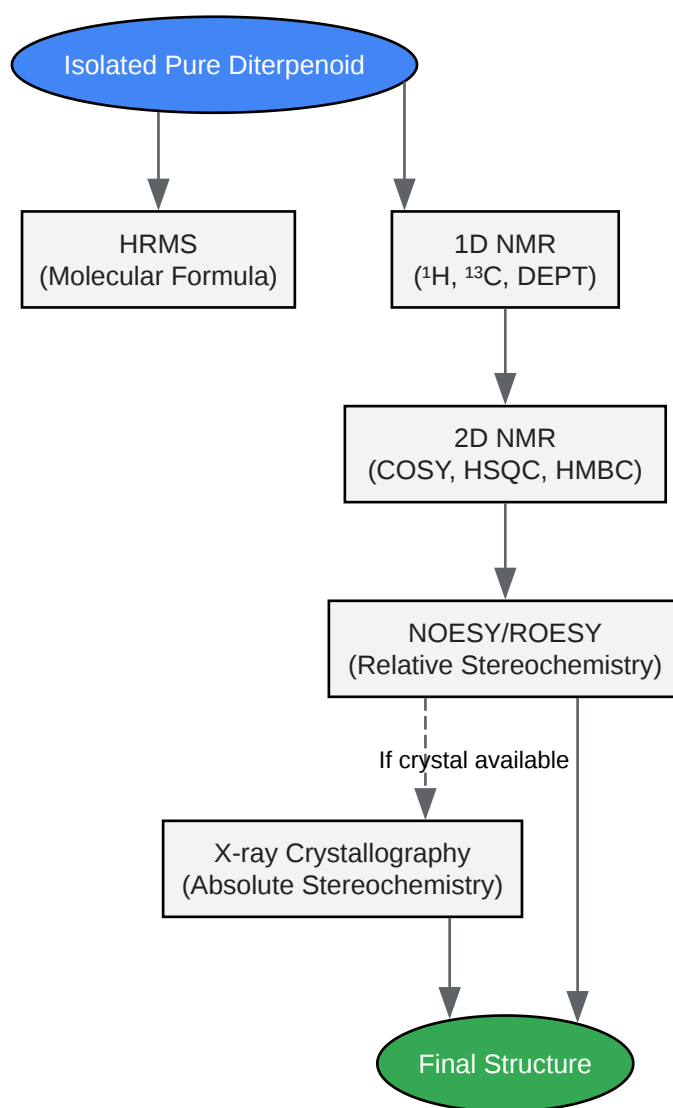 Isolated Pure Diterpenoid
HRMS
(Molecular Formula)
1D NMR
(¹H, ¹³C, DEPT)
2D NMR
(COSY, HSQC, HMBC)
NOESY/ROESY
(Relative Stereochemistry)
If crystal available
X-ray Crystallography
(Absolute Stereochemistry)
Final Structure